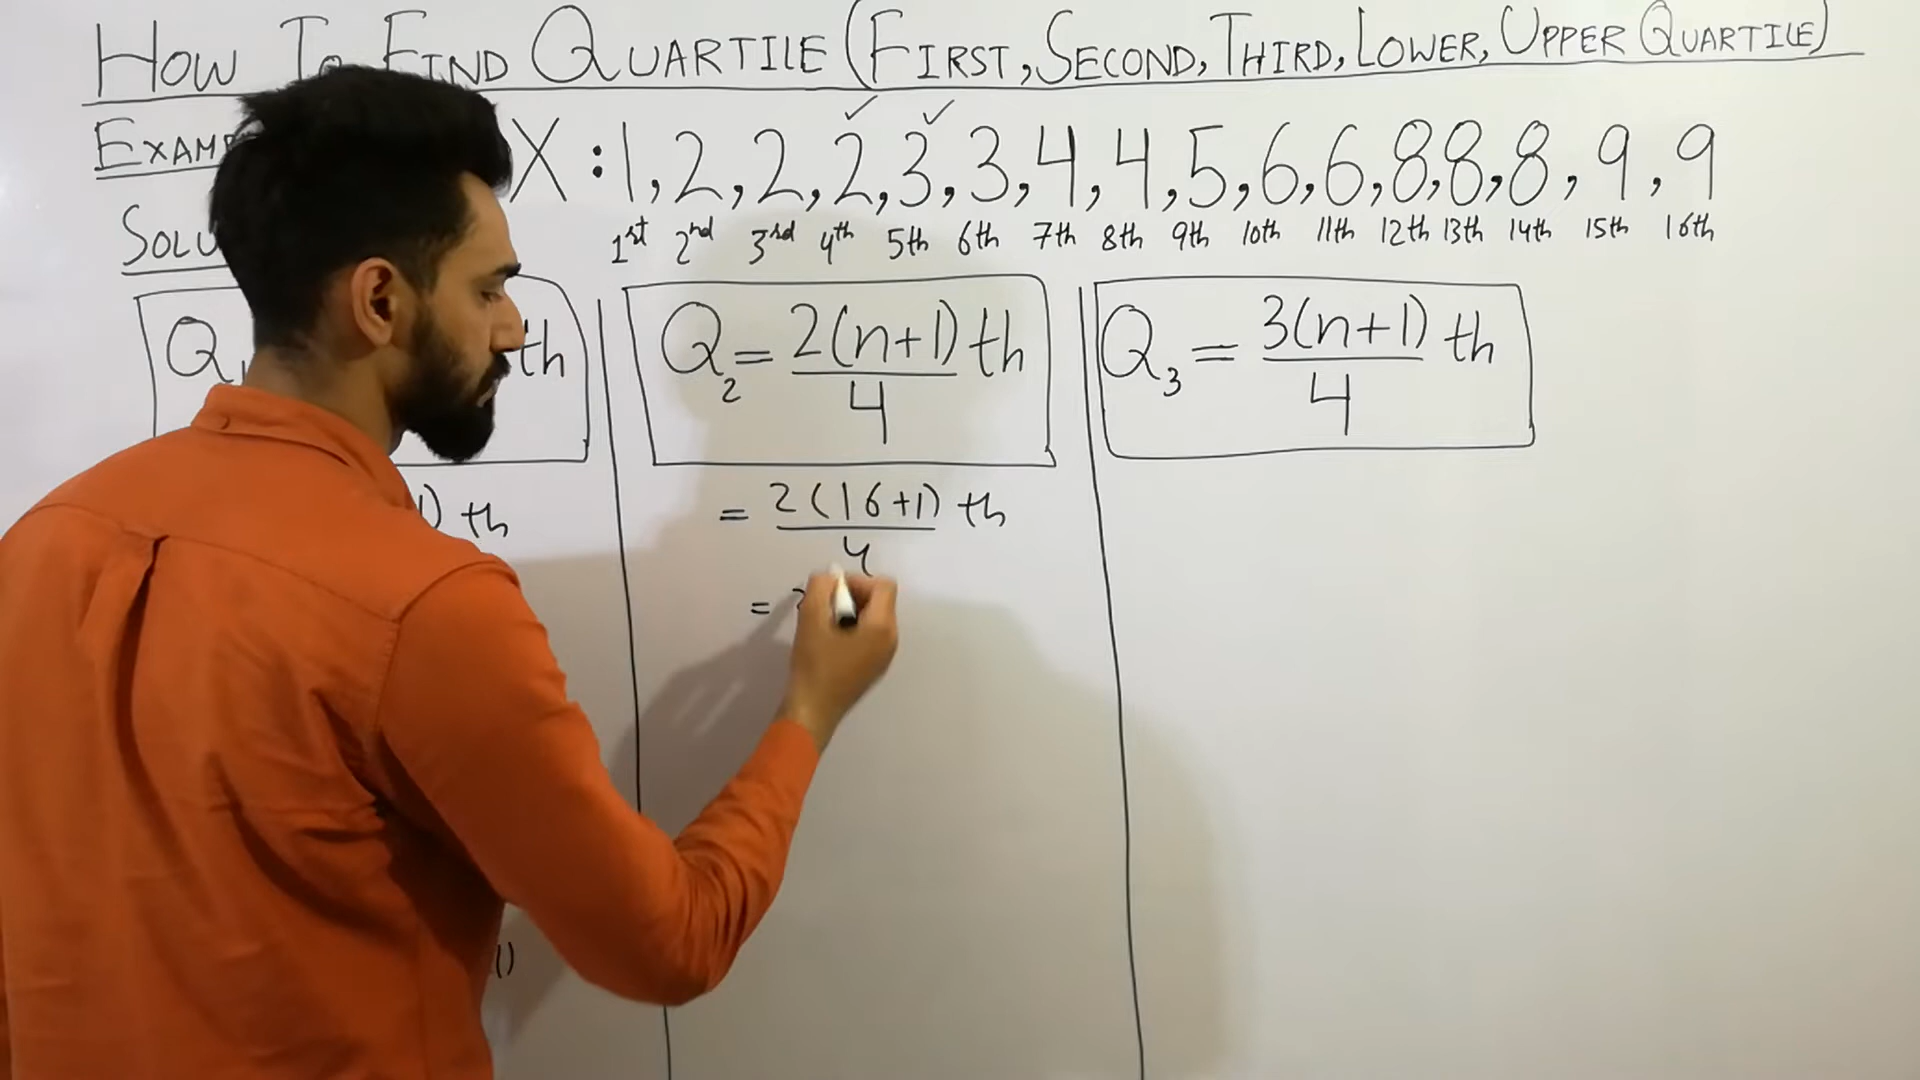 HOW TO FIND QUARTILE (FIRST, SECOND, THIRD, LOWER, UPPER QUARTILE)
EXAMP X : 1, 2, 2, 2, 3, 3, 4, 4, 5, 6, 6, 8, 8, 8, 9, 9
SOLU 1st 2nd 3rd 4th 5th 6th 7th 8th 9th 10th 11th 12th 13th 14th 15th 16th
Q1 th
Q2 = 2(n+1)/4 th
Q3 = 3(n+1)/4 th
) th
= 2(16+1)/4 th
=